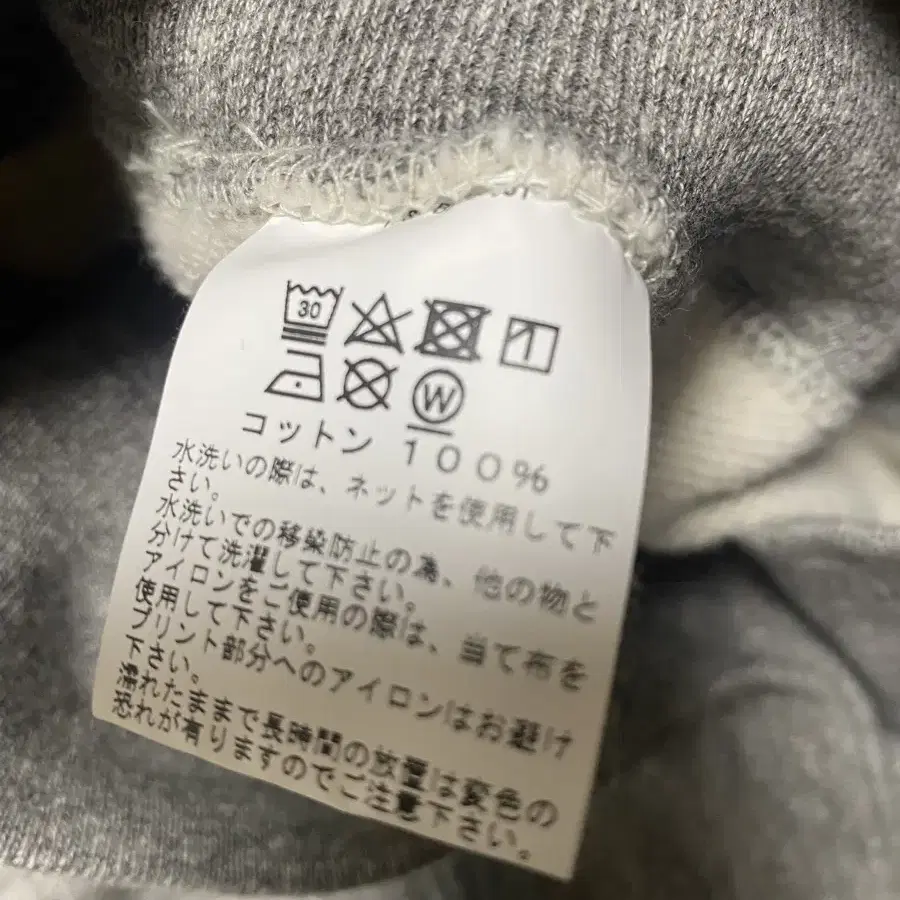 30
W
コットン 100%
水洗いの際は、ネットを使用して下
さい。
水洗いでの移染防止の為、他の物と
分けて洗濯して下さい。
アイロンをご使用の際は、当て布を
使用して下さい。
プリント部分へのアイロンはお避け
下さい。
濡れたままで長時間の放置は変色の
恐れが有りますのでご注意下さい。